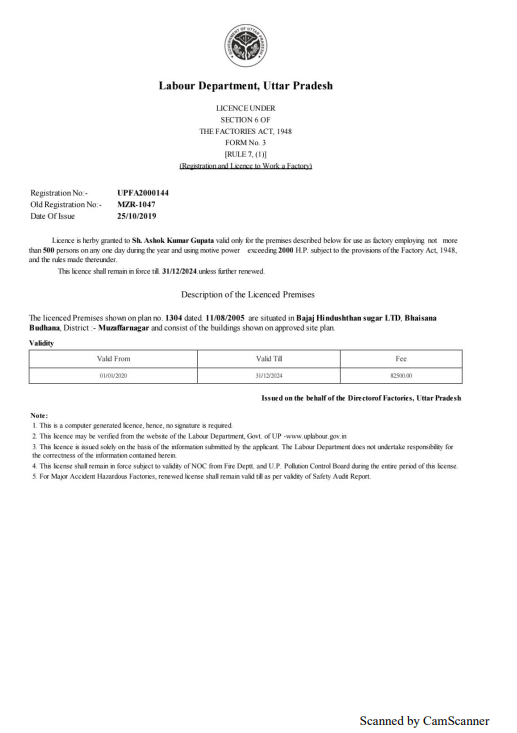 GOVERNMENT OF UTTAR PRADESH
Labour Department, Uttar Pradesh
LICENCE UNDER
SECTION 6 OF
THE FACTORIES ACT, 1948
FORM No. 3
[RULE 7, (1)]
(Registration and Licence to Work a Factory)
Registration No:- UPFA2000144
Old Registration No:- MZR-1047
Date Of Issue 25/10/2019
Licence is herby granted to Sh. Ashok Kumar Gupata valid only for the premises described below for use as factory employing not more
than 500 persons on any one day during the year and using motive power exceeding 2000 H.P. subject to the provisions of the Factory Act, 1948,
and the rules made thereunder.
This licence shall remain in force till. 31/12/2024.unless further renewed.
Description of the Licenced Premises
The licenced Premises shown on plan no. 1304 dated. 11/08/2005 are situated in Bajaj Hindushthan sugar LTD, Bhaisana
Budhana, District :- Muzaffarnagar and consist of the buildings shown on approved site plan.
Validity
Valid From Valid Till Fee
01/01/2020 31/12/2024 82500.00
Issued on the behalf of the Directorof Factories, Uttar Pradesh
Note:
1. This is a computer generated licence, hence, no signature is required.
2. This licence may be verified from the website of the Labour Department, Govt. of UP -www.uplabour.gov.in
3. This licence is issued solely on the basis of the information submitted by the applicant. The Labour Department does not undertake responsibility for
the correctness of the information contained herein.
4. This license shall remain in force subject to validity of NOC from Fire Deptt. and U.P. Pollution Control Board during the entire period of this license.
5. For Major Accident Hazardous Factories, renewed license shall remain valid till as per validity of Safety Audit Report.
Scanned by CamScanner